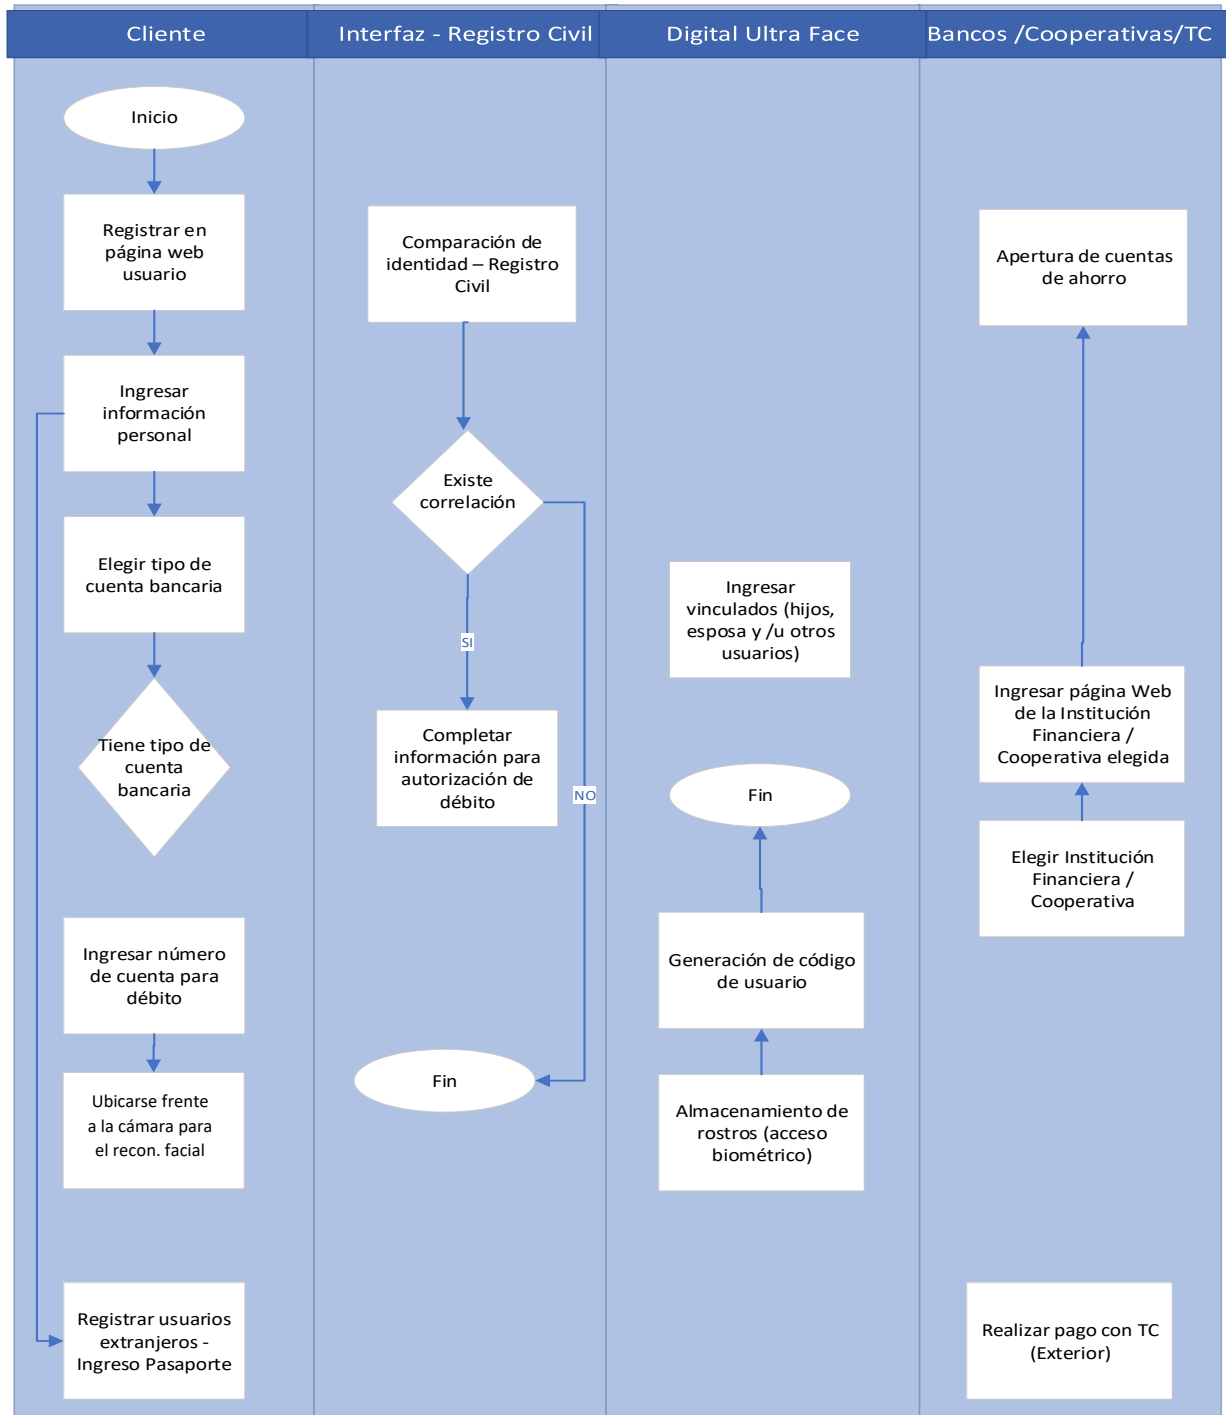 Cliente
Interfaz - Registro Civil
Digital Ultra Face
Bancos /Cooperativas/TC
Inicio
Registrar en
página web
usuario
Ingresar
información
personal
Elegir tipo de
cuenta bancaria
Tiene tipo de
cuenta
bancaria
Ingresar número
de cuenta para
débito
Ubicarse frente
a la cámara para
el recon. facial
Registrar usuarios
extranjeros -
Ingreso Pasaporte
Comparación de
identidad – Registro
Civil
Existe
correlación
SI
NO
Completar
información para
autorización de
débito
Fin
Ingresar
vinculados (hijos,
esposa y /u otros
usuarios)
Fin
Generación de código
de usuario
Almacenamiento de
rostros (acceso
biométrico)
Apertura de cuentas
de ahorro
Ingresar página Web
de la Institución
Financiera /
Cooperativa elegida
Elegir Institución
Financiera /
Cooperativa
Realizar pago con TC
(Exterior)